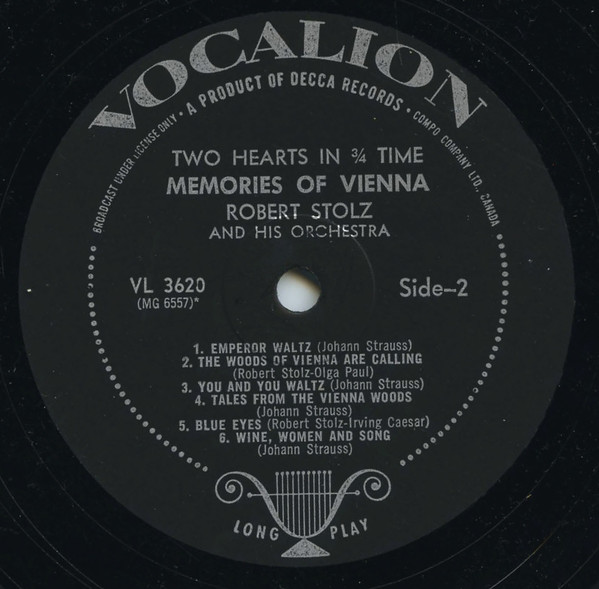 VOCALION
BROADCAST UNDER LICENSE ONLY • A PRODUCT OF DECCA RECORDS • COMPO COMPANY LTD., CANADA
TWO HEARTS IN ¾ TIME
MEMORIES OF VIENNA
ROBERT STOLZ
AND HIS ORCHESTRA
VL 3620
(MG 6557)*
Side-2
1. EMPEROR WALTZ (Johann Strauss)
2. THE WOODS OF VIENNA ARE CALLING
(Robert Stolz-Olga Paul)
3. YOU AND YOU WALTZ (Johann Strauss)
4. TALES FROM THE VIENNA WOODS
(Johann Strauss)
5. BLUE EYES (Robert Stolz-Irving Caesar)
6. WINE, WOMEN AND SONG
(Johann Strauss)
LONG PLAY